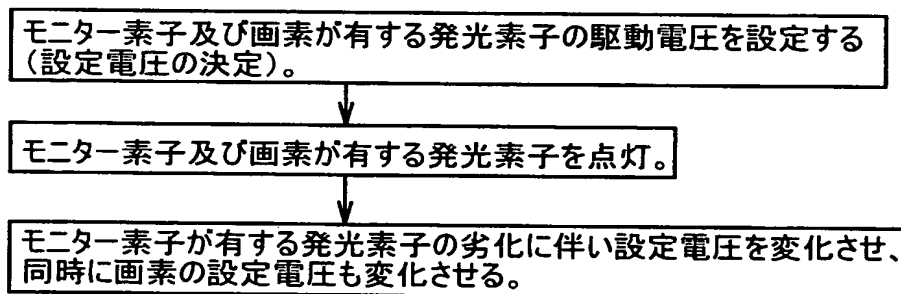 モニター素子及び画素が有する発光素子の駆動電圧を設定する
(設定電圧の決定)。
モニター素子及び画素が有する発光素子を点灯。
モニター素子が有する発光素子の劣化に伴い設定電圧を変化させ、
同時に画素の設定電圧も変化させる。